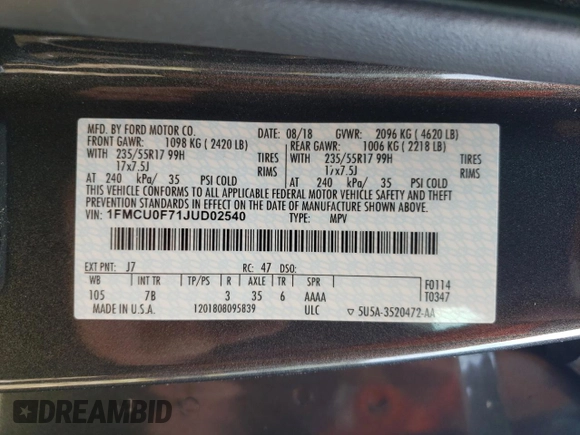 MFD. BY FORD MOTOR CO. DATE: 08/18 GVWR: 2096 KG (4620 LB)
FRONT GAWR: 1098 KG (2420 LB) REAR GAWR: 1006 KG (2218 LB)
WITH 235/55R17 99H TIRES WITH 235/55R17 99H TIRES
17x7.5J RIMS 17x7.5J RIMS
AT 240 kPa/ 35 PSI COLD AT 240 kPa/ 35 PSI COLD
THIS VEHICLE CONFORMS TO ALL APPLICABLE FEDERAL MOTOR VEHICLE SAFETY AND THEFT PREVENTION
STANDARDS IN EFFECT ON THE DATE OF MANUFACTURE SHOWN ABOVE.
VIN: 1FMCU0F71JUD02540 TYPE: MPV
EXT PNT: J7 RC: 47 DSO:
WB INT TR TP/PS R AXLE TR SPR F0114
105 7B 3 35 6 AAAA T0347
MADE IN U.S.A. 1201808095839 ULC 5U5A-3520472-AA
DREAMBID